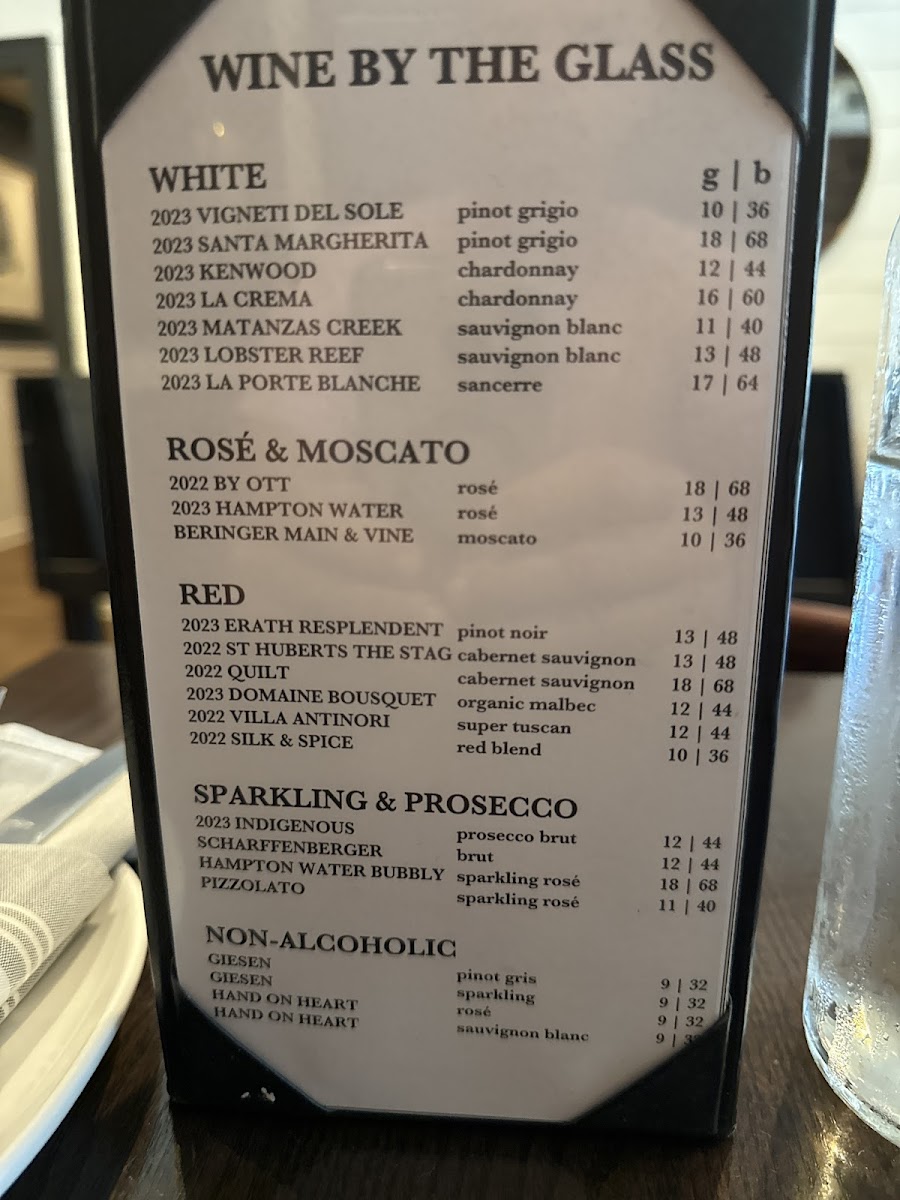 WINE BY THE GLASS
WHITE g | b
2023 VIGNETI DEL SOLE pinot grigio 10 | 36
2023 SANTA MARGHERITA pinot grigio 18 | 68
2023 KENWOOD chardonnay 12 | 44
2023 LA CREMA chardonnay 16 | 60
2023 MATANZAS CREEK sauvignon blanc 11 | 40
2023 LOBSTER REEF sauvignon blanc 13 | 48
2023 LA PORTE BLANCHE sancerre 17 | 64
ROSÉ & MOSCATO
2022 BY OTT rosé 18 | 68
2023 HAMPTON WATER rosé 13 | 48
BERINGER MAIN & VINE moscato 10 | 36
RED
2023 ERATH RESPLENDENT pinot noir 13 | 48
2022 ST HUBERTS THE STAG cabernet sauvignon 13 | 48
2022 QUILT cabernet sauvignon 18 | 68
2023 DOMAINE BOUSQUET organic malbec 12 | 44
2022 VILLA ANTINORI super tuscan 12 | 44
2022 SILK & SPICE red blend 10 | 36
SPARKLING & PROSECCO
2023 INDIGENOUS prosecco brut 12 | 44
SCHARFFENBERGER brut 12 | 44
HAMPTON WATER BUBBLY sparkling rosé 18 | 68
PIZZOLATO sparkling rosé 11 | 40
NON-ALCOHOLIC
GIESEN pinot gris 9 | 32
GIESEN sparkling 9 | 32
HAND ON HEART rosé 9 | 32
HAND ON HEART sauvignon blanc 9 |